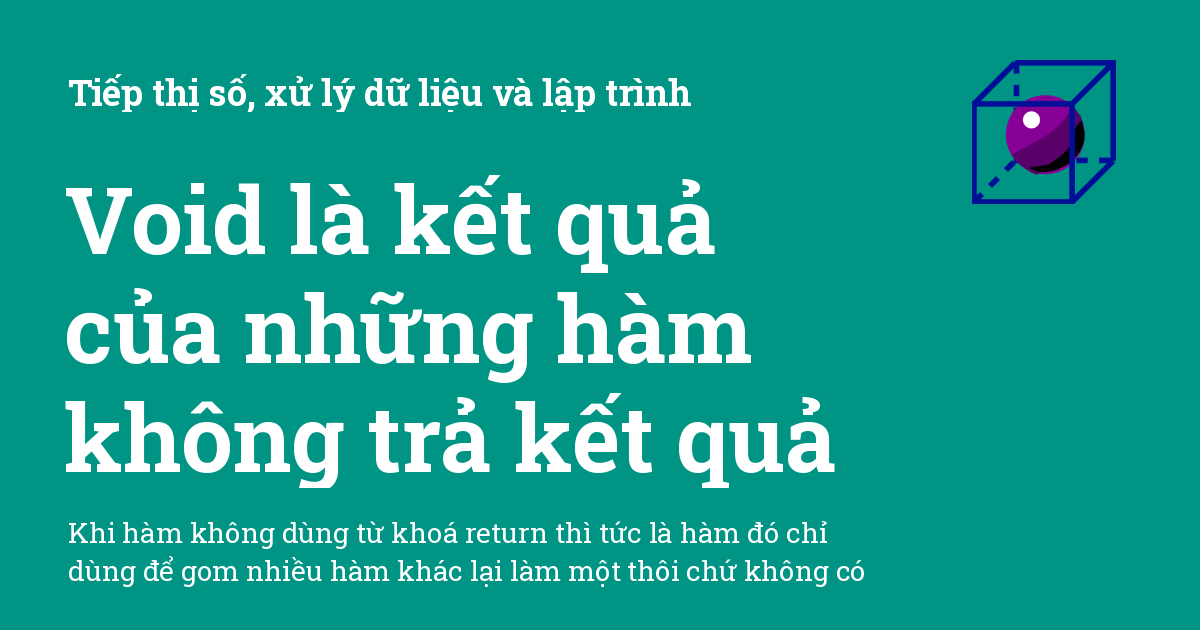 Tiếp thị số, xử lý dữ liệu và lập trình
Void là kết quả
của những hàm
không trả kết quả
Khi hàm không dùng từ khoá return thì tức là hàm đó chỉ
dùng để gom nhiều hàm khác lại làm một thôi chứ không có